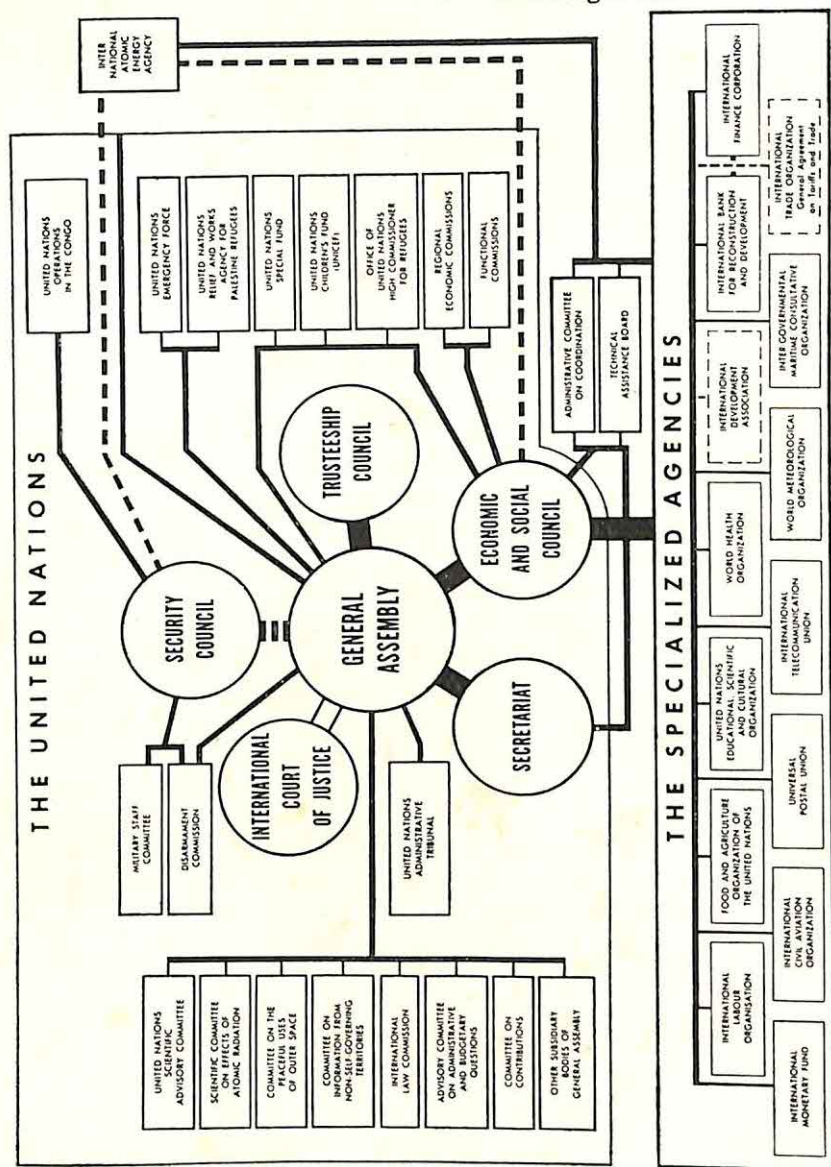 THE UNITED NATIONS
UNITED NATIONS
OPERATIONS
IN THE CONGO
INTER
NATIONAL
ATOMIC
ENERGY
AGENCY
MILITARY STAFF
COMMITTEE
DISARMAMENT
COMMISSION
SECURITY
COUNCIL
UNITED NATIONS
EMERGENCY FORCE
UNITED NATIONS
RELIEF AND WORKS
AGENCY FOR
PALESTINE REFUGEES
UNITED NATIONS
SPECIAL FUND
UNITED NATIONS
CHILDREN'S FUND
(UNICEF)
OFFICE OF
UNITED NATIONS
HIGH COMMISSIONER
FOR REFUGEES
REGIONAL
ECONOMIC COMMISSIONS
FUNCTIONAL
COMMISSIONS
INTERNATIONAL
COURT
OF JUSTICE
GENERAL
ASSEMBLY
TRUSTEESHIP
COUNCIL
UNITED NATIONS
ADMINISTRATIVE
TRIBUNAL
SECRETARIAT
ECONOMIC
AND SOCIAL
COUNCIL
ADMINISTRATIVE COMMITTEE
ON COORDINATION
TECHNICAL
ASSISTANCE BOARD
UNITED NATIONS
SCIENTIFIC
ADVISORY COMMITTEE
SCIENTIFIC COMMITTEE
ON EFFECTS OF
ATOMIC RADIATION
COMMITTEE ON THE
PEACEFUL USES
OF OUTER SPACE
COMMITTEE ON
INFORMATION FROM
NON-SELF-GOVERNING
TERRITORIES
INTERNATIONAL
LAW COMMISSION
ADVISORY COMMITTEE
ON ADMINISTRATIVE
AND BUDGETARY
QUESTIONS
COMMITTEE ON
CONTRIBUTIONS
OTHER SUBSIDIARY
BODIES OF
GENERAL ASSEMBLY
THE SPECIALIZED AGENCIES
INTERNATIONAL
LABOUR
ORGANISATION
FOOD AND AGRICULTURE
ORGANIZATION OF
THE UNITED NATIONS
UNITED NATIONS
EDUCATIONAL, SCIENTIFIC
AND CULTURAL
ORGANIZATION
WORLD HEALTH
ORGANIZATION
INTERNATIONAL
DEVELOPMENT
ASSOCIATION
INTERNATIONAL BANK
FOR RECONSTRUCTION
AND DEVELOPMENT
INTERNATIONAL
FINANCE CORPORATION
INTERNATIONAL
MONETARY FUND
INTERNATIONAL
CIVIL AVIATION
ORGANIZATION
UNIVERSAL
POSTAL UNION
INTERNATIONAL
TELECOMMUNICATION
UNION
WORLD METEOROLOGICAL
ORGANIZATION
INTER-GOVERNMENTAL
MARITIME CONSULTATIVE
ORGANIZATION
INTERNATIONAL
TRADE ORGANIZATION
General Agreement
on Tariffs and Trade